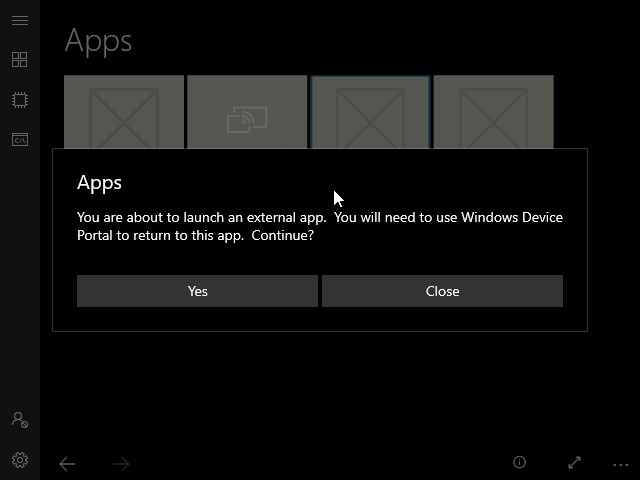 Apps
C:\
Apps
You are about to launch an external app.  You will need to use Windows Device
Portal to return to this app.  Continue?
Yes
Close